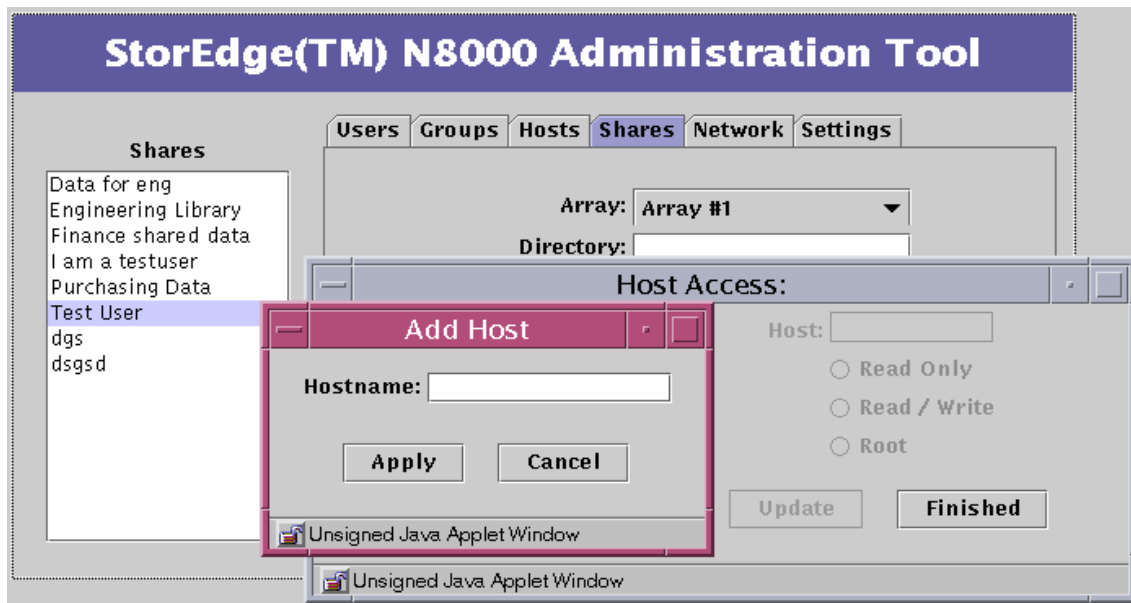 StorEdge(TM) N8000 Administration Tool
Users Groups Hosts Shares Network Settings
Shares
Data for eng
Engineering Library
Finance shared data
I am a testuser
Purchasing Data
Test User
dgs
dsgsd
Array: Array #1
Directory:
Host Access:
Host:
Read Only
Read / Write
Root
Update Finished
Unsigned Java Applet Window
Add Host
Hostname:
Apply Cancel
Unsigned Java Applet Window